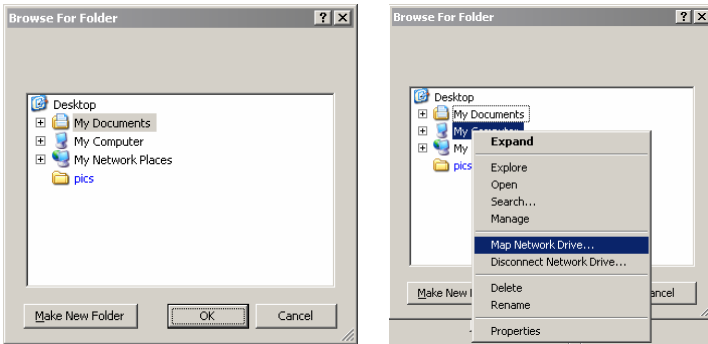 Browse For Folder
Desktop
My Documents
My Computer
My Network Places
pics
Make New Folder
OK
Cancel
Browse For Folder
Desktop
My Documents
My Computer
My
pics
Expand
Explore
Open
Search...
Manage
Map Network Drive...
Disconnect Network Drive...
Delete
Rename
Properties
Make New
ancel